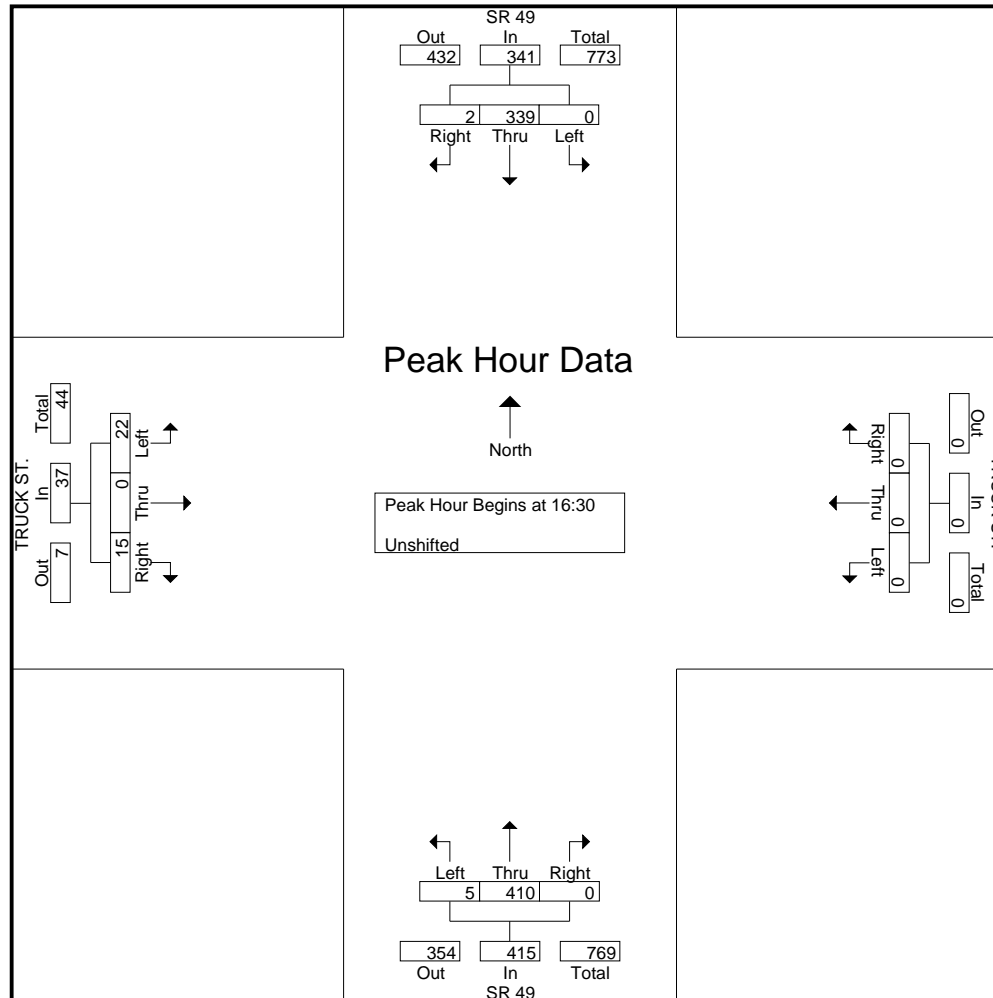 SR 49
Out In Total
432 341 773
2 339 0
Right Thru Left
Peak Hour Data
North
Peak Hour Begins at 16:30
Unshifted
TRUCK ST.
Total In Out
44 37 7
22 0 15
Left Thru Right
Right Thru Left
0 0 0
Out In Total
0 0 0
Left Thru Right
5 410 0
354 415 769
Out In Total
SR 49